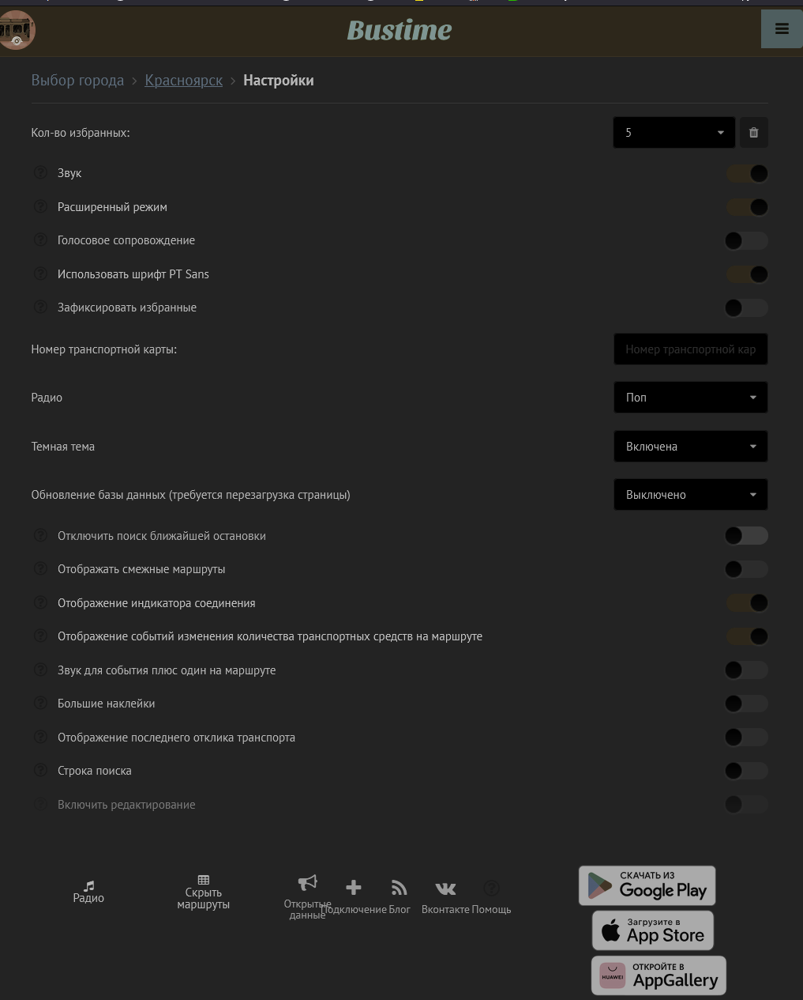 Bustime
Выбор города › Красноярск › Настройки
Кол-во избранных:
5
Звук
Расширенный режим
Голосовое сопровождение
Использовать шрифт PT Sans
Зафиксировать избранные
Номер транспортной карты:
Номер транспортной кар
Радио
Поп
Темная тема
Включена
Обновление базы данных (требуется перезагрузка страницы)
Выключено
Отключить поиск ближайшей остановки
Отображать смежные маршруты
Отображение индикатора соединения
Отображение событий изменения количества транспортных средств на маршруте
Звук для события плюс один на маршруте
Большие наклейки
Отображение последнего отклика транспорта
Строка поиска
Включить редактирование
Радио
Скрыть
маршруты
Открытые
данные
Подключение
Блог
Вконтакте
Помощь
СКАЧАТЬ ИЗ
Google Play
Загрузите в
App Store
HUAWEI
ОТКРОЙТЕ В
AppGallery